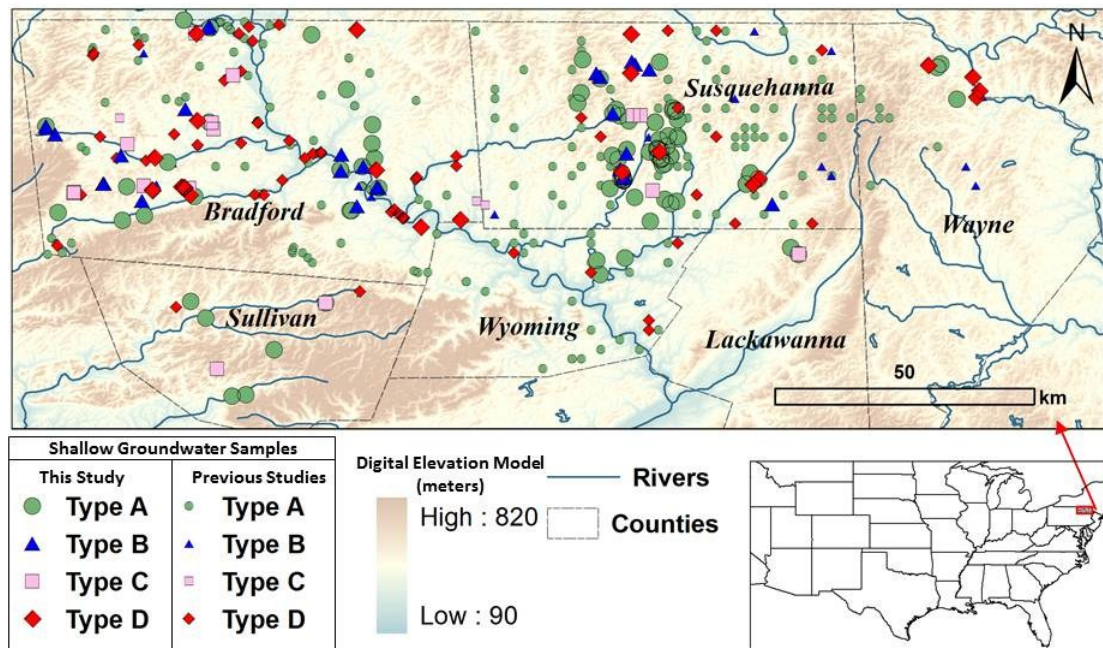 N
Susquehanna
Bradford
Wayne
Sullivan
Wyoming
Lackawanna
50
km
Shallow Groundwater Samples
This Study
Previous Studies
Type A
Type A
Type B
Type B
Type C
Type C
Type D
Type D
Digital Elevation Model
(meters)
High : 820
Low : 90
Rivers
Counties